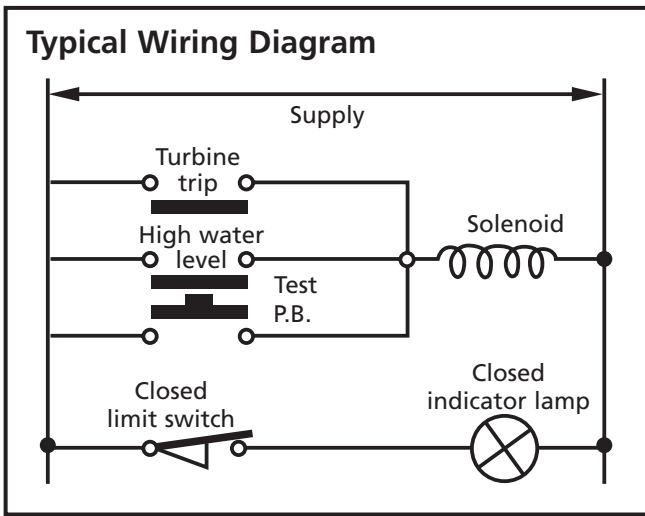 Typical Wiring Diagram
Supply
Turbine
trip
Solenoid
High water
level
Test
P.B.
Closed
limit switch
Closed
indicator lamp